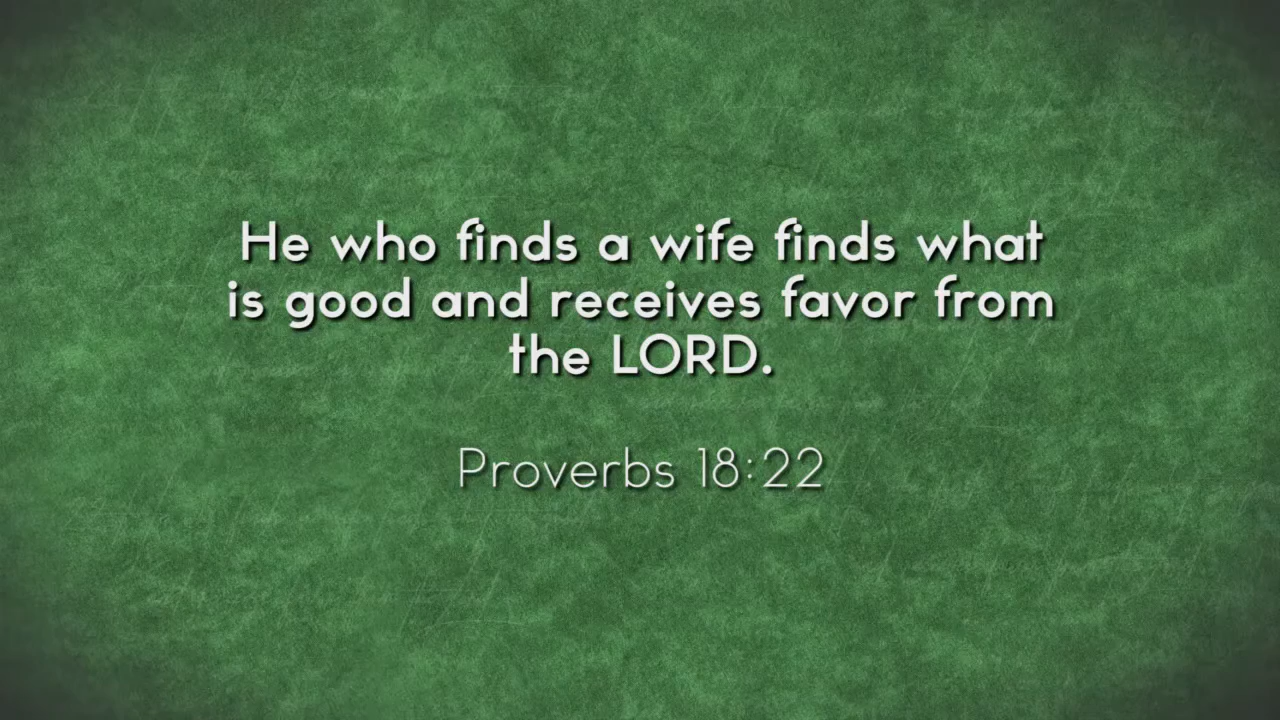 He who finds a wife finds what
is good and receives favor from
the LORD.
Proverbs 18:22